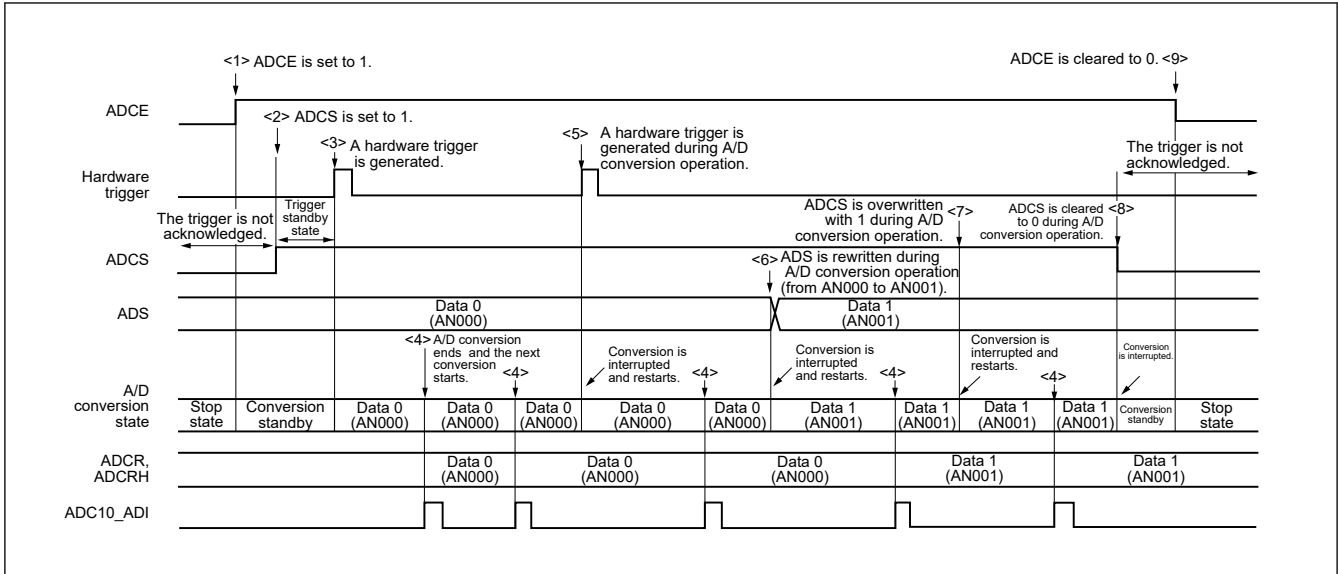 <1> ADCE is set to 1.
ADCE is cleared to 0. <9>
ADCE
<2> ADCS is set to 1.
<3> A hardware trigger
is generated.
<5> A hardware trigger is
generated during A/D
conversion operation.
The trigger is not
acknowledged.
Hardware
trigger
The trigger is not
acknowledged.
Trigger
standby
state
ADCS is overwritten <7>
with 1 during A/D
conversion operation.
ADCS is cleared <8>
to 0 during A/D
conversion operation.
ADCS
<6> ADS is rewritten during
A/D conversion operation
(from AN000 to AN001).
ADS
Data 0
(AN000)
Data 1
(AN001)
<4> A/D conversion
ends and the next
conversion
starts.
<4>
Conversion is
interrupted
and restarts.
<4>
Conversion is
interrupted
and restarts.
<4>
Conversion is
interrupted and
restarts.
<4>
Conversion
is interrupted.
A/D
conversion
state
Stop
state
Conversion
standby
Data 0
(AN000)
Data 0
(AN000)
Data 0
(AN000)
Data 0
(AN000)
Data 0
(AN000)
Data 1
(AN001)
Data 1
(AN001)
Data 1
(AN001)
Data 1
(AN001)
Conversion
standby
Stop
state
ADCR,
ADCRH
Data 0
(AN000)
Data 0
(AN000)
Data 0
(AN000)
Data 1
(AN001)
Data 1
(AN001)
ADC10_ADI